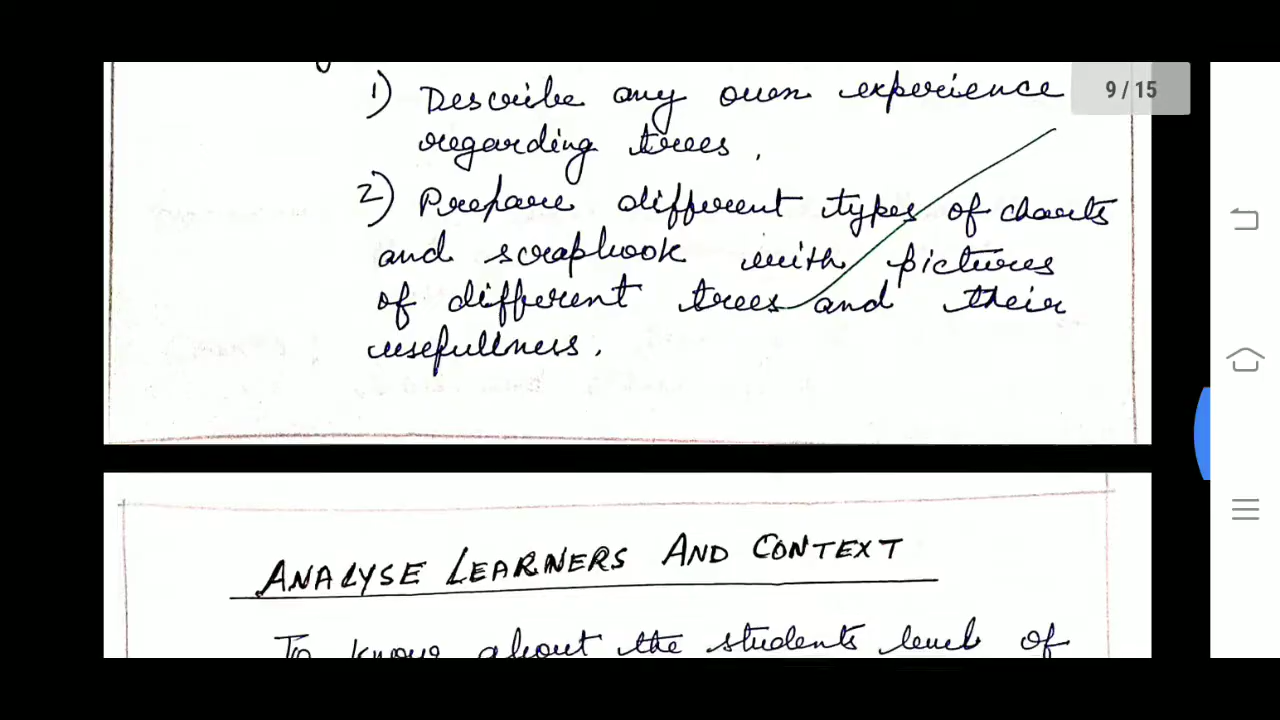 1) Describe any own experience
9/15
regarding trees.
2) Prepare different types of charts
and scrapbook with pictures
of different trees and their
usefullness.
ANALYSE LEARNERS AND CONTEXT
To know about the students level of